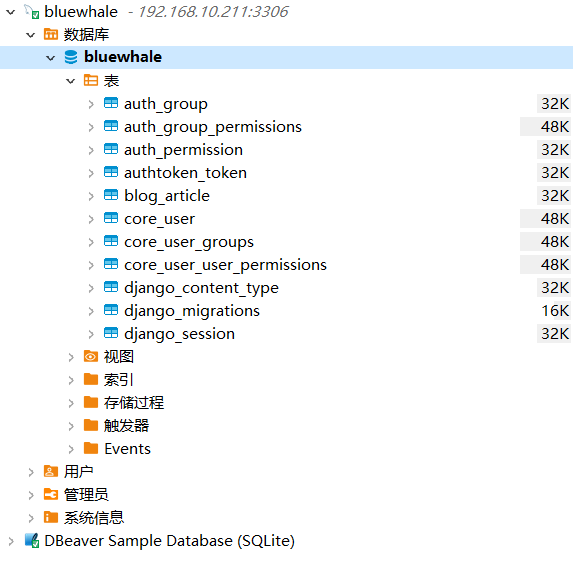 bluewhale - 192.168.10.211:3306
数据库
bluewhale
表
auth_group 32K
auth_group_permissions 48K
auth_permission 32K
authtoken_token 32K
blog_article 32K
core_user 48K
core_user_groups 48K
core_user_user_permissions 48K
django_content_type 32K
django_migrations 16K
django_session 32K
视图
索引
存储过程
触发器
Events
用户
管理员
系统信息
DBeaver Sample Database (SQLite)